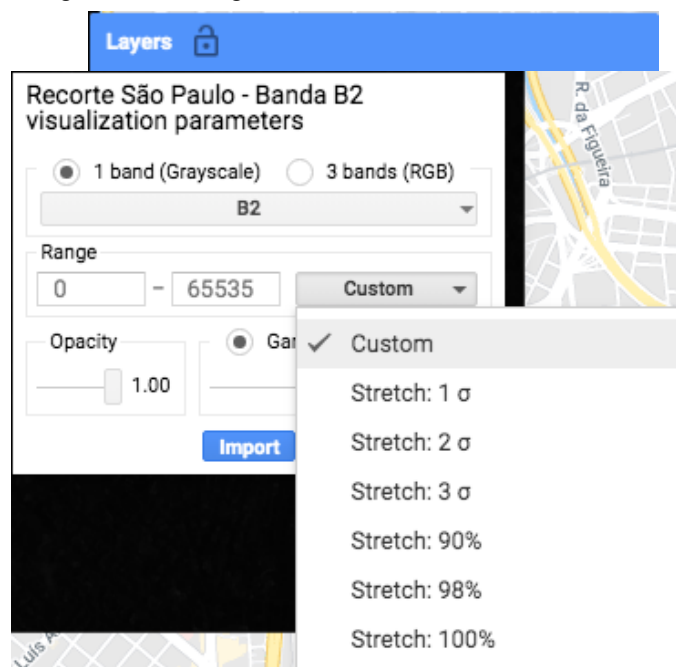 Layers
Recorte São Paulo - Banda B2
visualization parameters
1 band (Grayscale) 3 bands (RGB)
B2
Range
0 – 65535 Custom
Opacity
1.00
Import
Custom
Stretch: 1 σ
Stretch: 2 σ
Stretch: 3 σ
Stretch: 90%
Stretch: 98%
Stretch: 100%
R. da Figueira
Luís